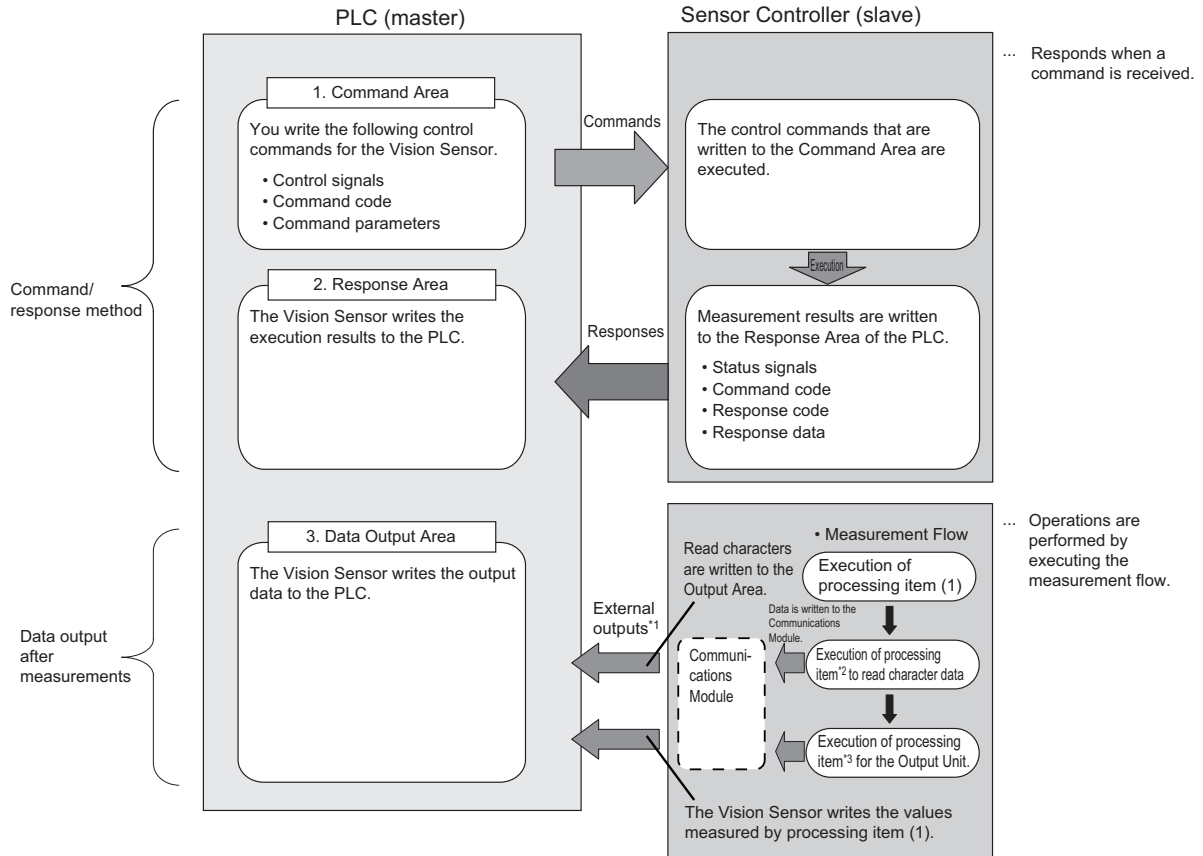 PLC (master)
Sensor Controller (slave)
... Responds when a
command is received.
1. Command Area
You write the following control
commands for the Vision Sensor.
• Control signals
• Command code
• Command parameters
Commands
The control commands that are
written to the Command Area are
executed.
Execution
Command/
response method
2. Response Area
The Vision Sensor writes the
execution results to the PLC.
Responses
Measurement results are written
to the Response Area of the PLC.
• Status signals
• Command code
• Response code
• Response data
... Operations are
performed by
executing the
measurement flow.
Data output
after
measurements
3. Data Output Area
The Vision Sensor writes the output
data to the PLC.
External
outputs*1
Read characters
are written to the
Output Area.
• Measurement Flow
Execution of
processing item (1)
Data is written to the
Communications
Module.
Communi-
cations
Module
Execution of processing
item*2 to read character data
Execution of processing
item*3 for the Output Unit.
The Vision Sensor writes the values
measured by processing item (1).